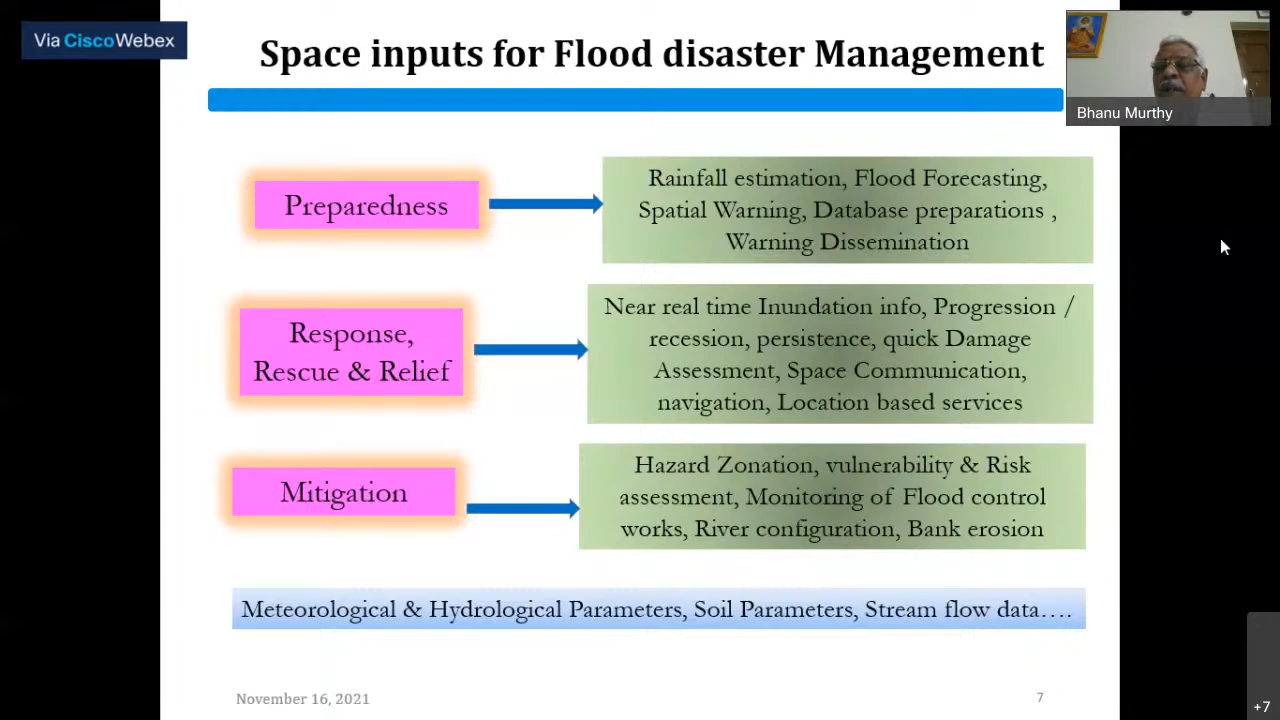 Via CiscoWebex
Space inputs for Flood disaster Management
Bhanu Murthy
Preparedness
Rainfall estimation, Flood Forecasting,
Spatial Warning, Database preparations ,
Warning Dissemination
Response,
Rescue & Relief
Near real time Inundation info, Progression /
recession, persistence, quick Damage
Assessment, Space Communication,
navigation, Location based services
Mitigation
Hazard Zonation, vulnerability & Risk
assessment, Monitoring of Flood control
works, River configuration, Bank erosion
Meteorological & Hydrological Parameters, Soil Parameters, Stream flow data….
November 16, 2021
7
+7